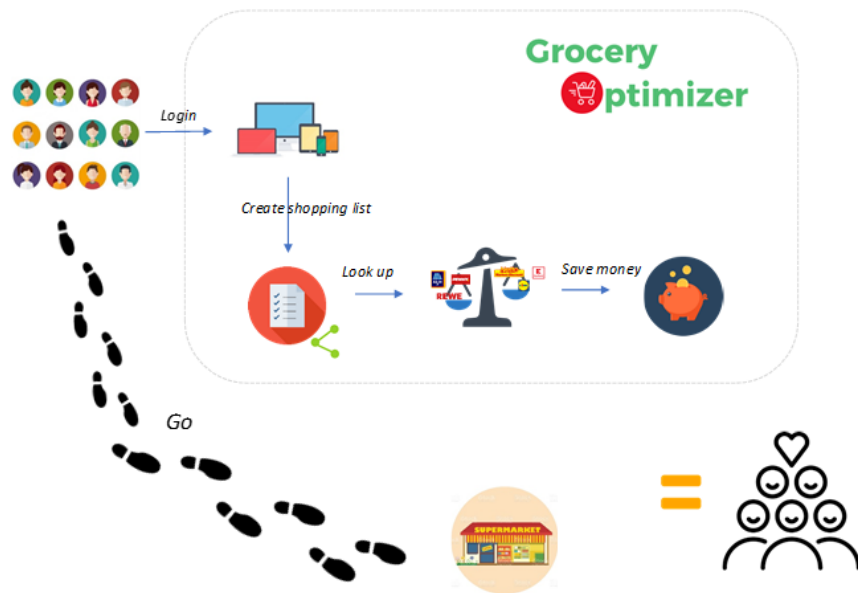 Grocery
ptimizer
Login
Create shopping list
Look up
Save money
REWE
Go
SUPERMARKET